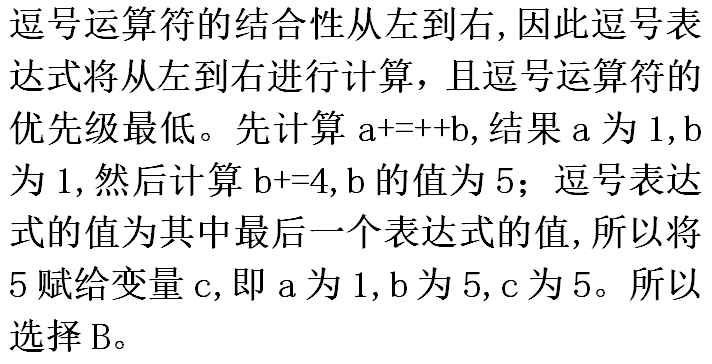 逗号运算符的结合性从左到右,因此逗号表
达式将从左到右进行计算，且逗号运算符的
优先级最低。先计算 a+=++b,结果 a 为 1,b
为 1,然后计算 b+=4,b 的值为 5；逗号表达
式的值为其中最后一个表达式的值,所以将
5 赋给变量 c,即 a 为 1,b 为 5,c 为 5。所以
选择 B。